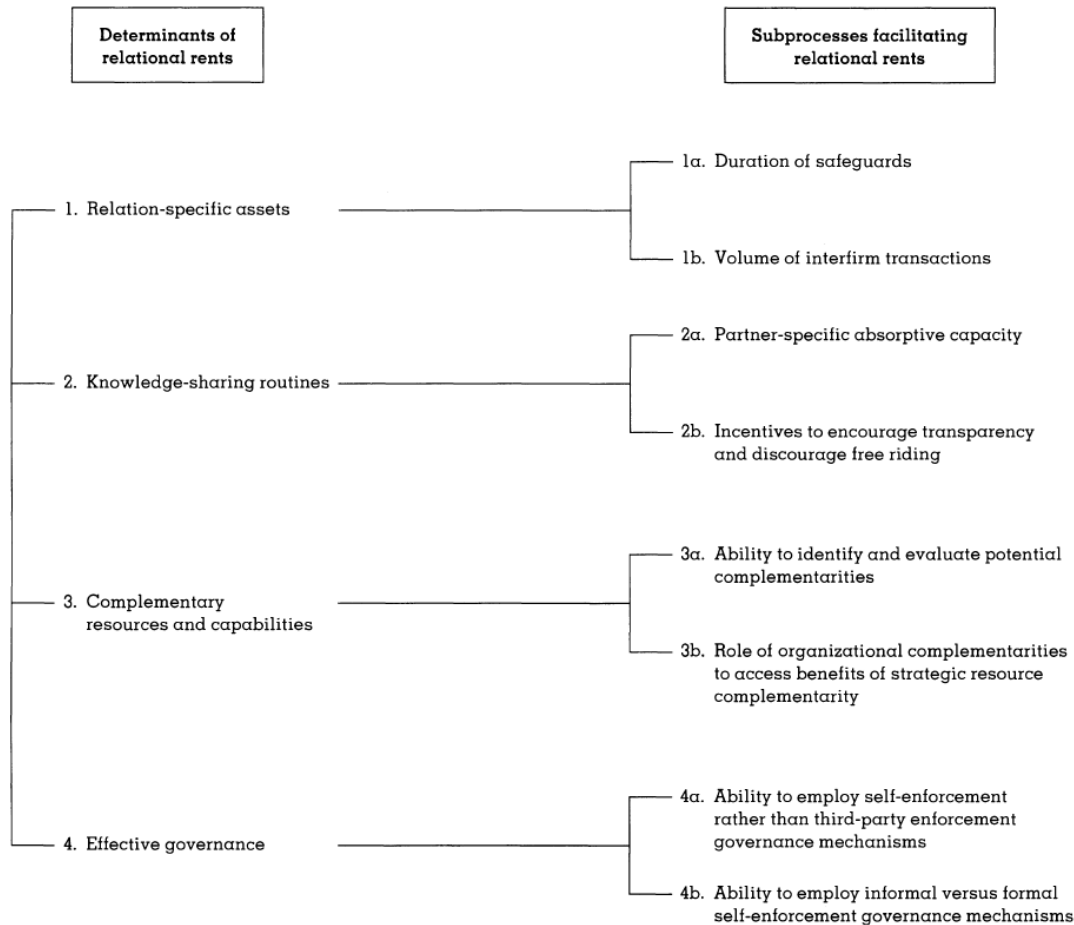 Determinants of
relational rents
Subprocesses facilitating
relational rents
1. Relation-specific assets
1a. Duration of safeguards
1b. Volume of interfirm transactions
2. Knowledge-sharing routines
2a. Partner-specific absorptive capacity
2b. Incentives to encourage transparency
and discourage free riding
3. Complementary
resources and capabilities
3a. Ability to identify and evaluate potential
complementarities
3b. Role of organizational complementarities
to access benefits of strategic resource
complementarity
4. Effective governance
4a. Ability to employ self-enforcement
rather than third-party enforcement
governance mechanisms
4b. Ability to employ informal versus formal
self-enforcement governance mechanisms